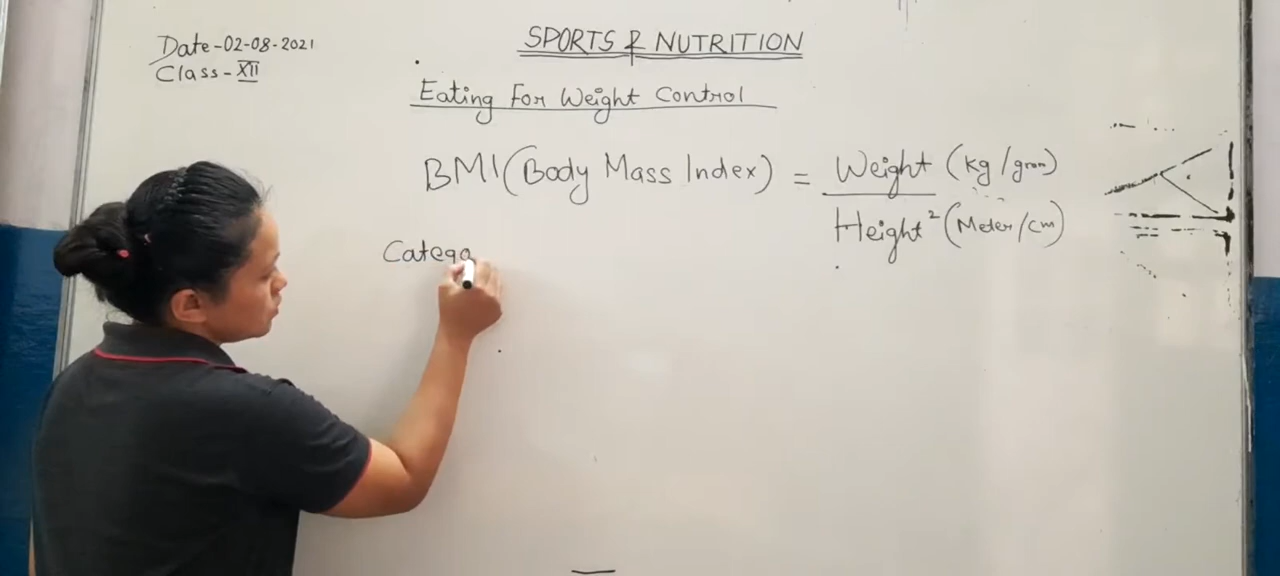 Date-02-08-2021
Class-XII
SPORTS & NUTRITION
Eating For Weight Control
BMI(Body Mass Index) = Weight (kg/gram)
Height² (Meter/cm)
Catego